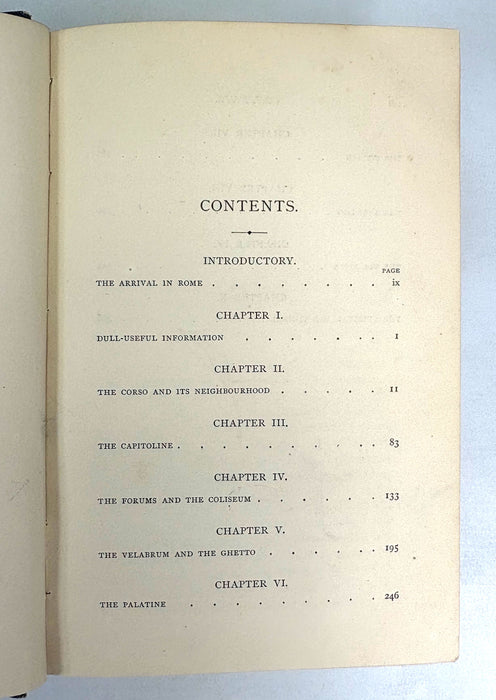 CONTENTS.
INTRODUCTORY.
PAGE
THE ARRIVAL IN ROME . . . . . . . . ix
CHAPTER I.
DULL-USEFUL INFORMATION . . . . . . 1
CHAPTER II.
THE CORSO AND ITS NEIGHBOURHOOD . . . . . 11
CHAPTER III.
THE CAPITOLINE . . . . . . . . . 83
CHAPTER IV.
THE FORUMS AND THE COLISEUM . . . . . . 133
CHAPTER V.
THE VELABRUM AND THE GHETTO . . . . . 195
CHAPTER VI.
THE PALATINE . . . . . . . . 246